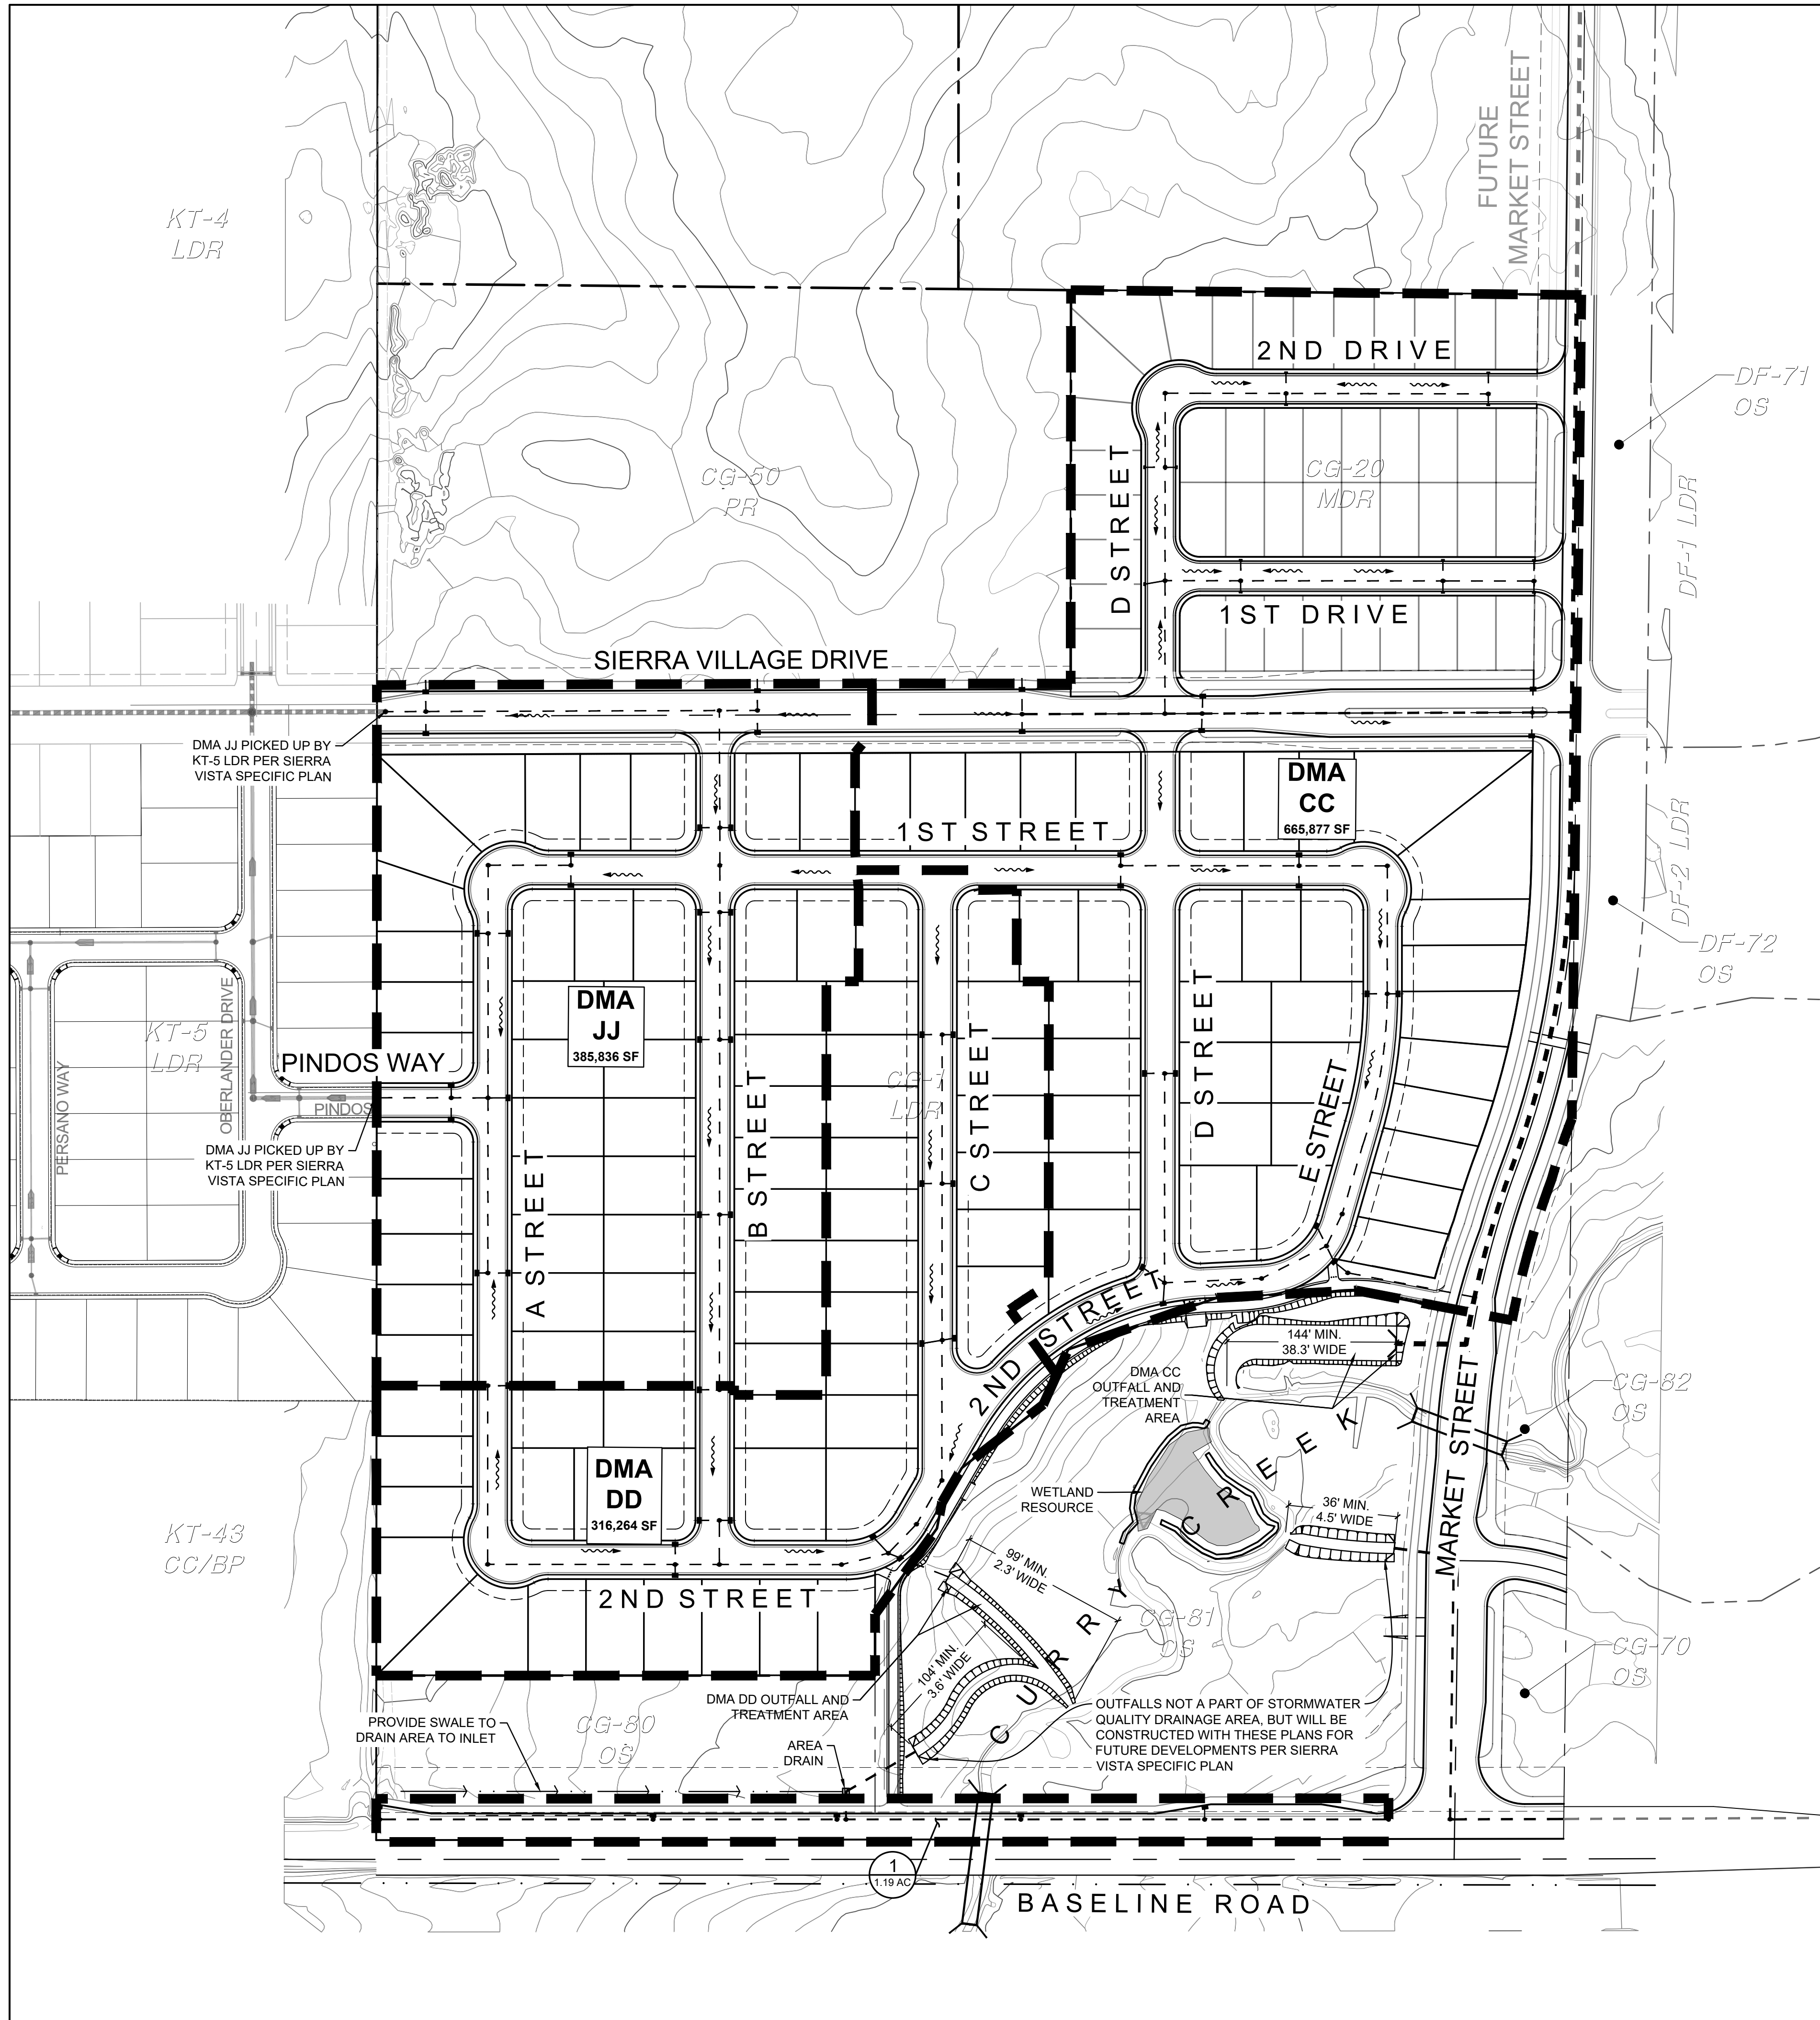 FUTURE
MARKET STREET
KT-4
LDR
2ND DRIVE
DF-71
OS
CG-50
PR
CG-20
MDR
D STREET
DF-1 LDR
1ST DRIVE
SIERRA VILLAGE DRIVE
DMA JJ PICKED UP BY
KT-5 LDR PER SIERRA
VISTA SPECIFIC PLAN
DMA
CC
665,877 SF
1ST STREET
DF-2 LDR
DF-72
OS
DMA
JJ
385,836 SF
KT-5
LDR
OBERLANDER DRIVE
PERSANO WAY
PINDOS WAY
PINDOS
CG-1
LDR
A STREET
B STREET
C STREET
D STREET
E STREET
DMA JJ PICKED UP BY
KT-5 LDR PER SIERRA
VISTA SPECIFIC PLAN
2ND STREET
144' MIN.
38.3' WIDE
DMA CC
OUTFALL AND
TREATMENT
AREA
MARKET STREET
CG-82
OS
DMA
DD
316,264 SF
WETLAND
RESOURCE
CURRY CREEK
36' MIN.
4.5' WIDE
KT-43
CC/BP
99' MIN.
2.3' WIDE
2ND STREET
CG-81
OS
104' MIN.
3.6' WIDE
CG-70
OS
DMA DD OUTFALL AND
TREATMENT AREA
OUTFALLS NOT A PART OF STORMWATER
QUALITY DRAINAGE AREA, BUT WILL BE
CONSTRUCTED WITH THESE PLANS FOR
FUTURE DEVELOPMENTS PER SIERRA
VISTA SPECIFIC PLAN
PROVIDE SWALE TO
DRAIN AREA TO INLET
CG-80
OS
AREA
DRAIN
1
1.19 AC
BASELINE ROAD